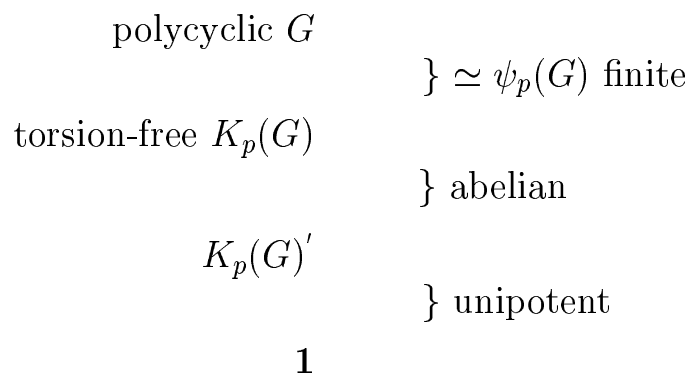 polycyclic G
} ≃ ψ_p(G) finite
torsion-free K_p(G)
} abelian
K_p(G)′
} unipotent
1